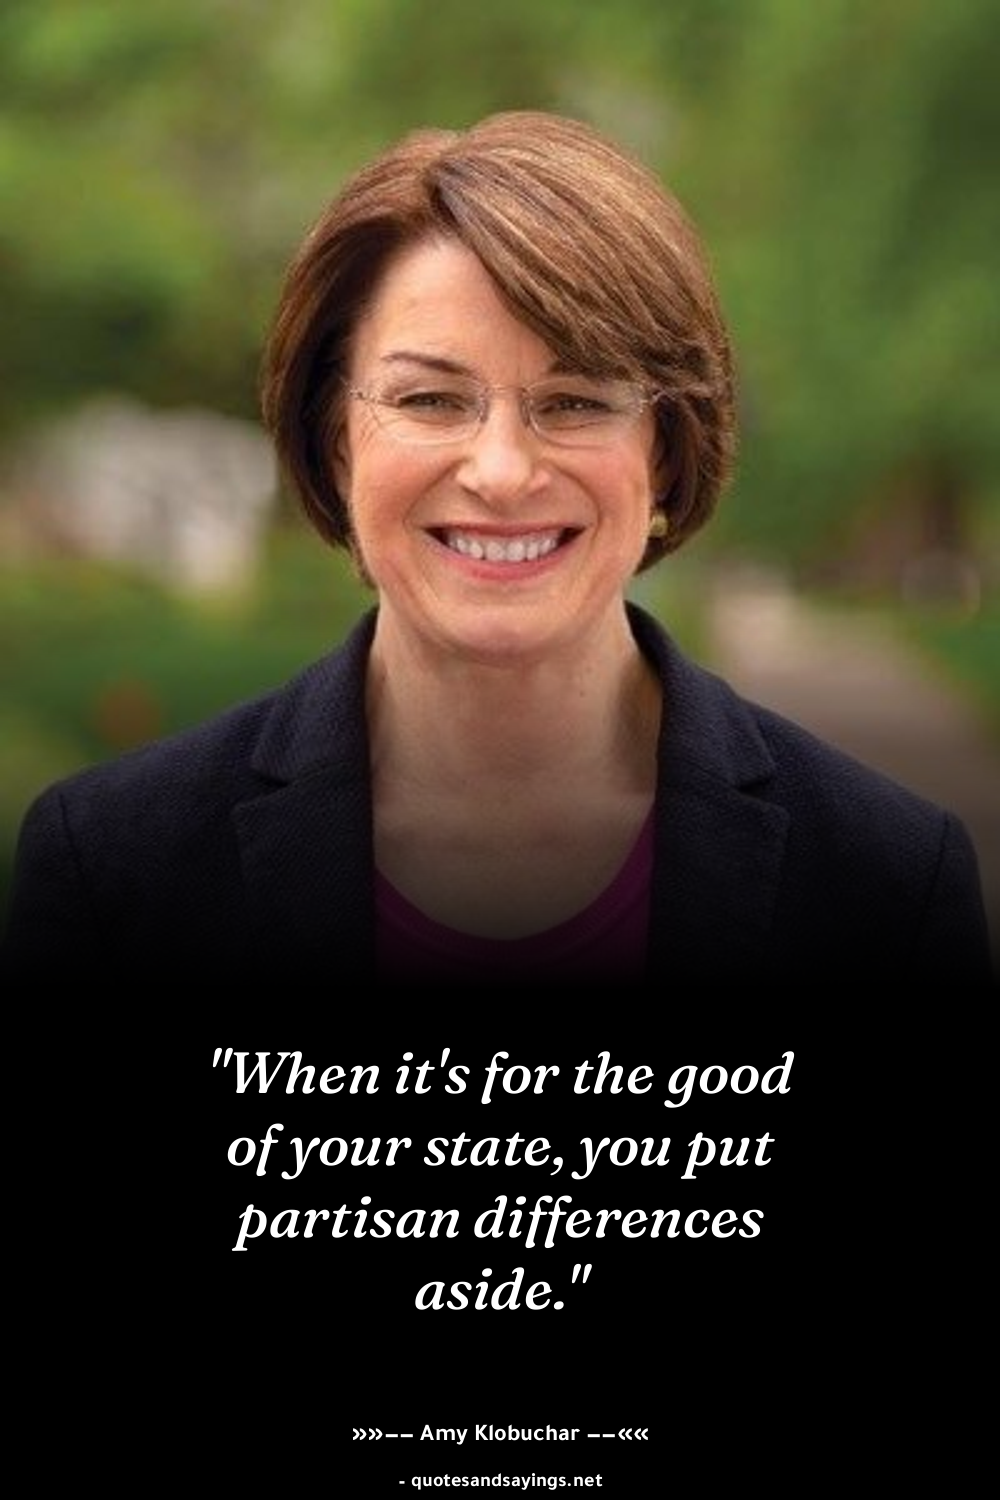 "When it's for the good
of your state, you put
partisan differences
aside."
»»−− Amy Klobuchar −−««
- quotesandsayings.net